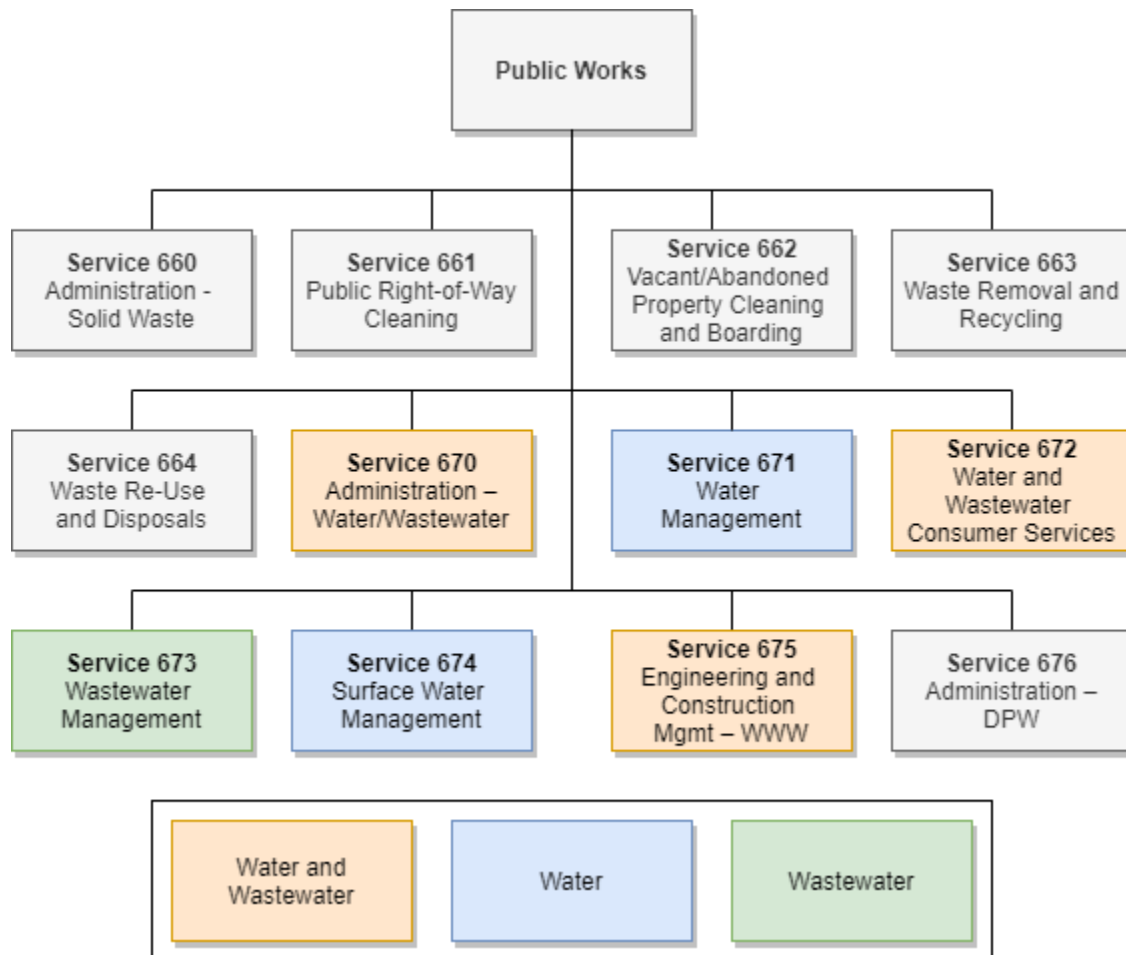 Public Works
Service 660
Administration -
Solid Waste
Service 661
Public Right-of-Way
Cleaning
Service 662
Vacant/Abandoned
Property Cleaning
and Boarding
Service 663
Waste Removal and
Recycling
Service 664
Waste Re-Use
and Disposals
Service 670
Administration –
Water/Wastewater
Service 671
Water
Management
Service 672
Water and
Wastewater
Consumer Services
Service 673
Wastewater
Management
Service 674
Surface Water
Management
Service 675
Engineering and
Construction
Mgmt – WWW
Service 676
Administration –
DPW
Water and
Wastewater
Water
Wastewater